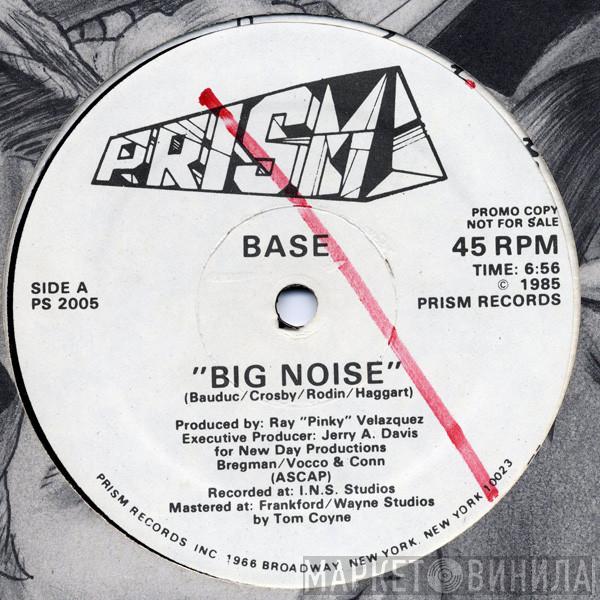 PRISM!
BASE
SIDE A
PS 2005
PROMO COPY
NOT FOR SALE
45 RPM
TIME: 6:56
© 1985
PRISM RECORDS
"BIG NOISE"
(Bauduc/Crosby/Rodin/Haggart)
Produced by: Ray "Pinky" Velazquez
Executive Producer: Jerry A. Davis
for New Day Productions
Bregman/Vocco & Conn
(ASCAP)
Recorded at: I.N.S. Studios
Mastered at: Frankford/Wayne Studios
by Tom Coyne
PRISM RECORDS INC. 1966 BROADWAY, NEW YORK, NEW YORK 10023
МАРКЕТ ВИНИЛА